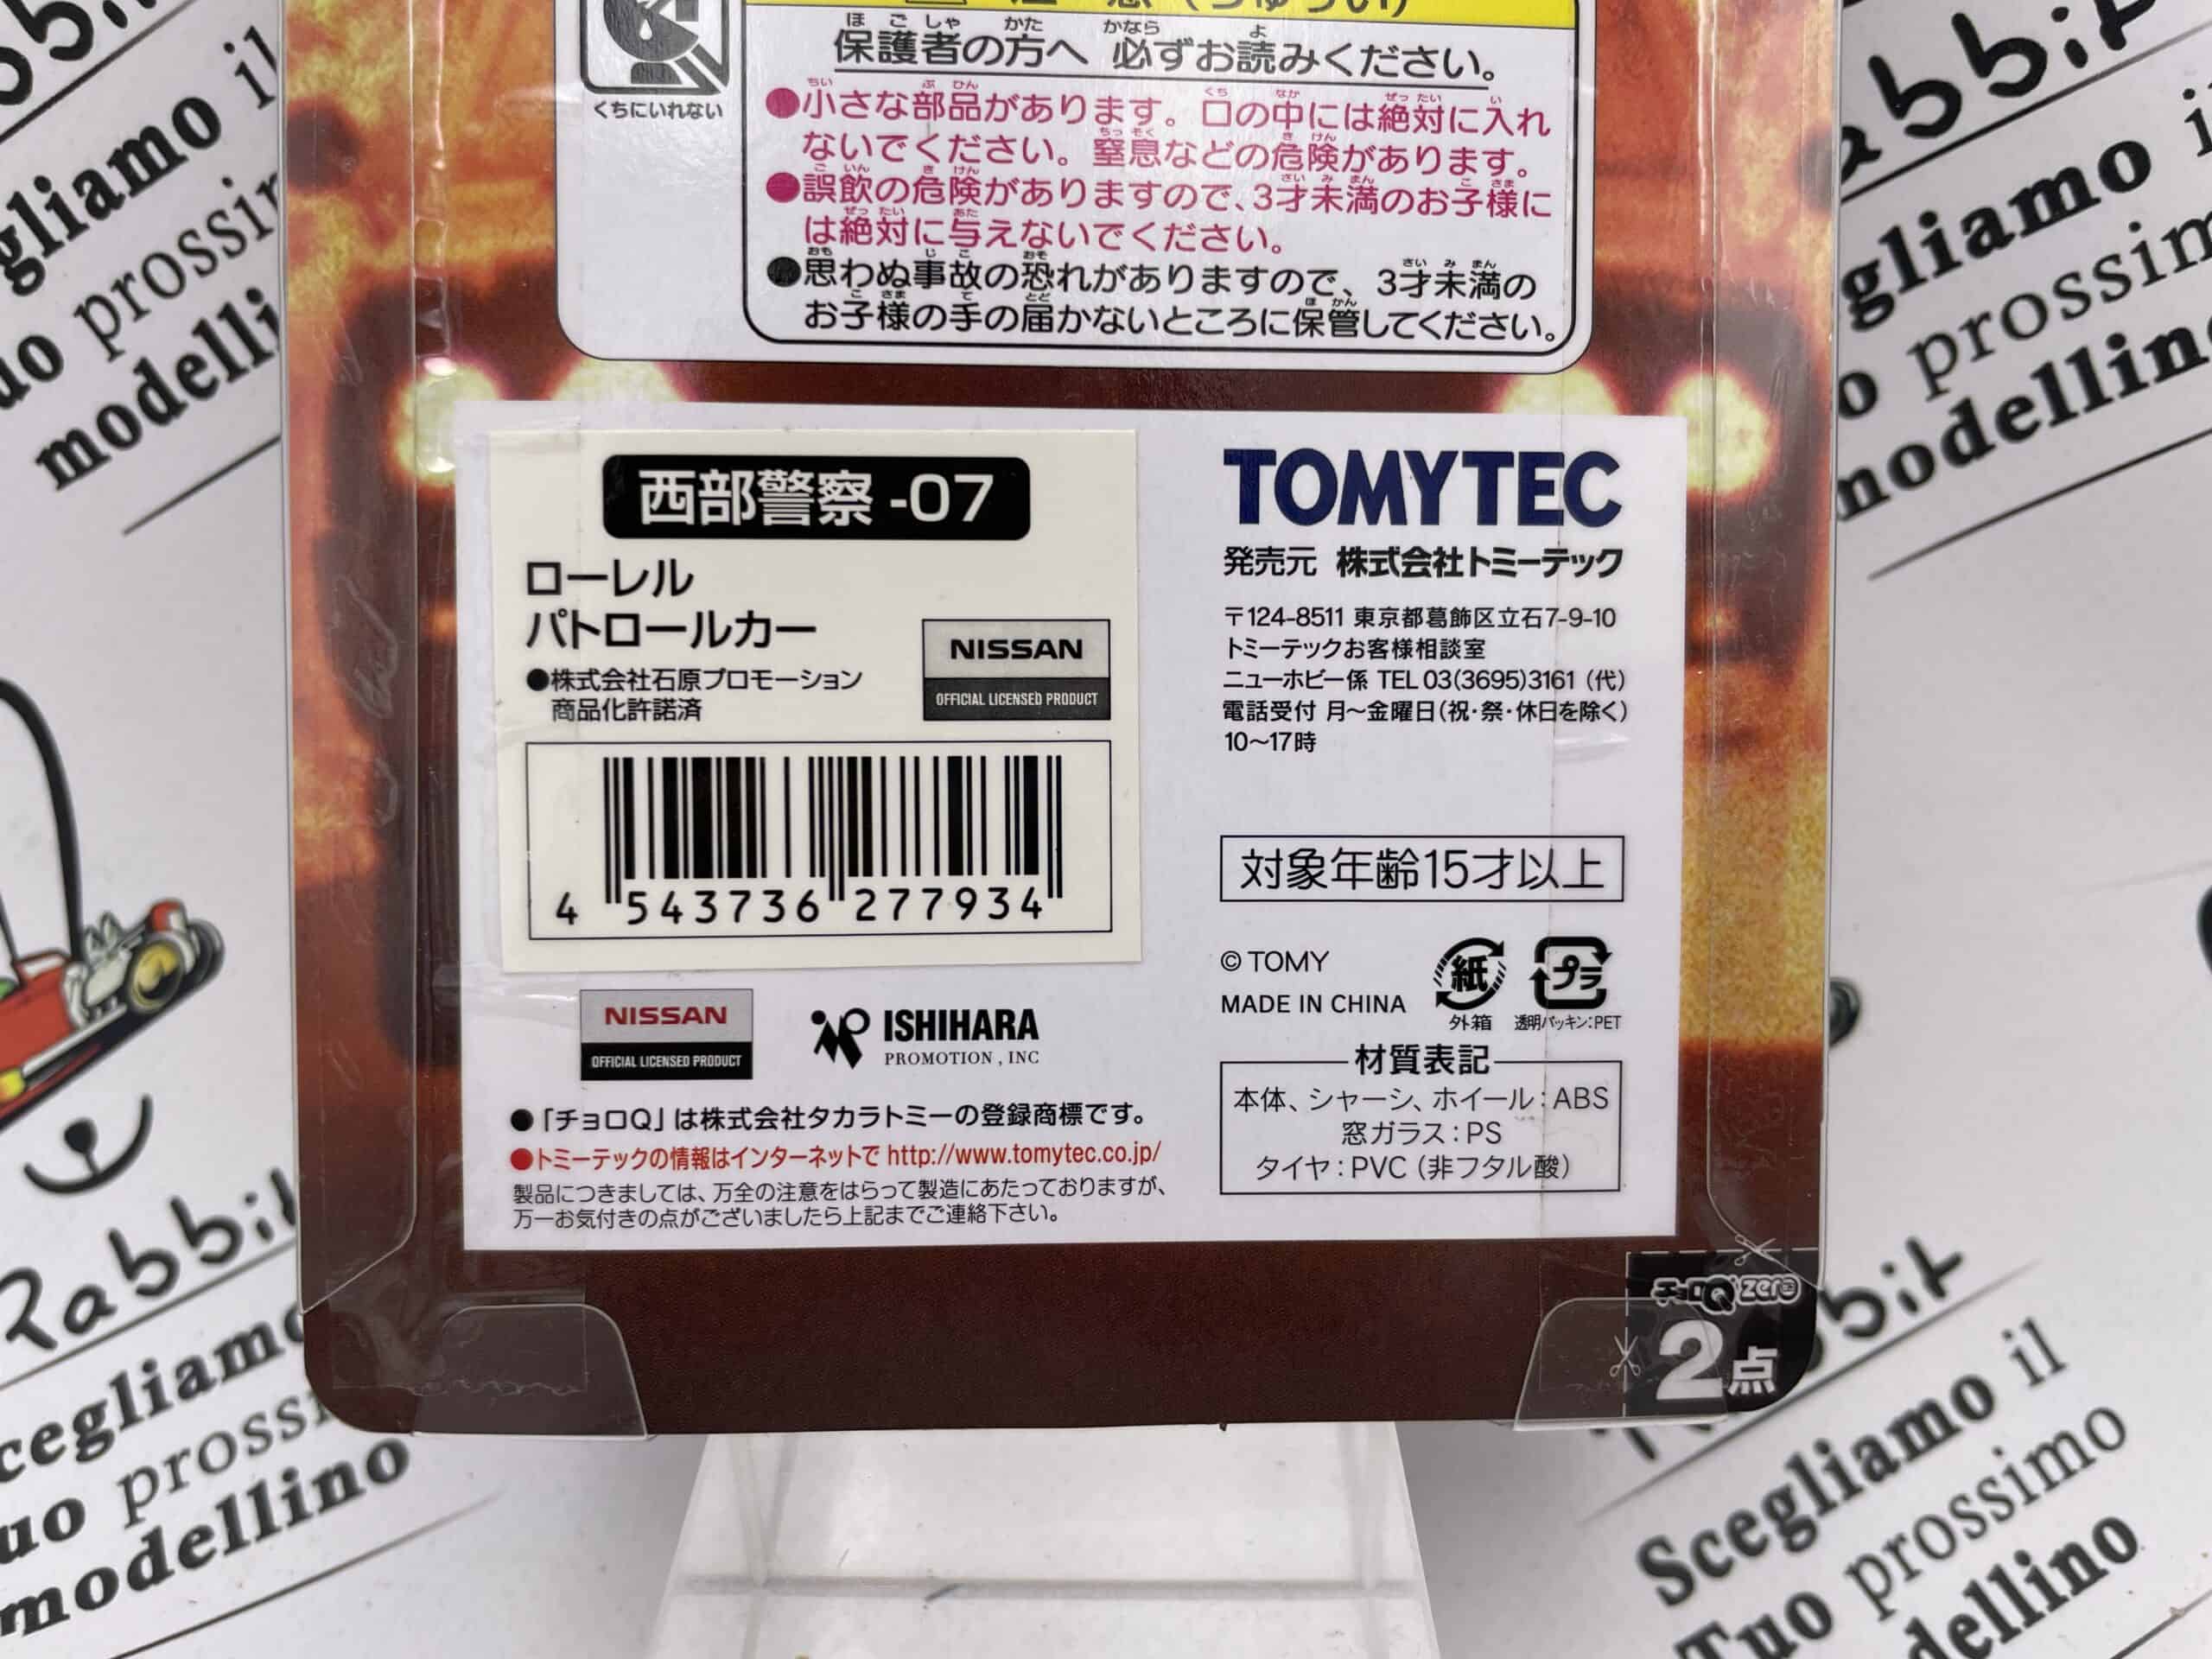 くちにいれない
保護者の方へ 必ずお読みください。
●小さな部品があります。口の中には絶対に入れ
ないでください。窒息などの危険があります。
●誤飲の危険がありますので、3才未満のお子様に
は絶対に与えないでください。
●思わぬ事故の恐れがありますので、3才未満の
お子様の手の届かないところに保管してください。
西部警察 -07
ローレル
パトロールカー
●株式会社石原プロモーション
商品化許諾済
NISSAN
OFFICIAL LICENSED PRODUCT
4 543736 277934
NISSAN
OFFICIAL LICENSED PRODUCT
ISHIHARA
PROMOTION, INC
●「チョロQ」は株式会社タカラトミーの登録商標です。
●トミーテックの情報はインターネットで http://www.tomytec.co.jp/
製品につきましては、万全の注意をはらって製造にあたっておりますが、
万一お気付きの点がございましたら上記までご連絡下さい。
TOMYTEC
発売元 株式会社トミーテック
〒124-8511 東京都葛飾区立石7-9-10
トミーテックお客様相談室
ニューホビー係 TEL 03(3695)3161 (代)
電話受付 月〜金曜日(祝・祭・休日を除く)
10〜17時
対象年齢15才以上
© TOMY
MADE IN CHINA
紙
外箱
プラ
透明パッキン:PET
材質表記
本体、シャーシ、ホイール:ABS
窓ガラス:PS
タイヤ:PVC (非フタル酸)
チョロQ zero
2点
gliamo il
prossim
modelli
Rabbit
cegliamo
uo prossi
modellino
abbit
gliamo i
o prossim
modellin
bbit
Scegliamo il
Tuo prossimo
dellino